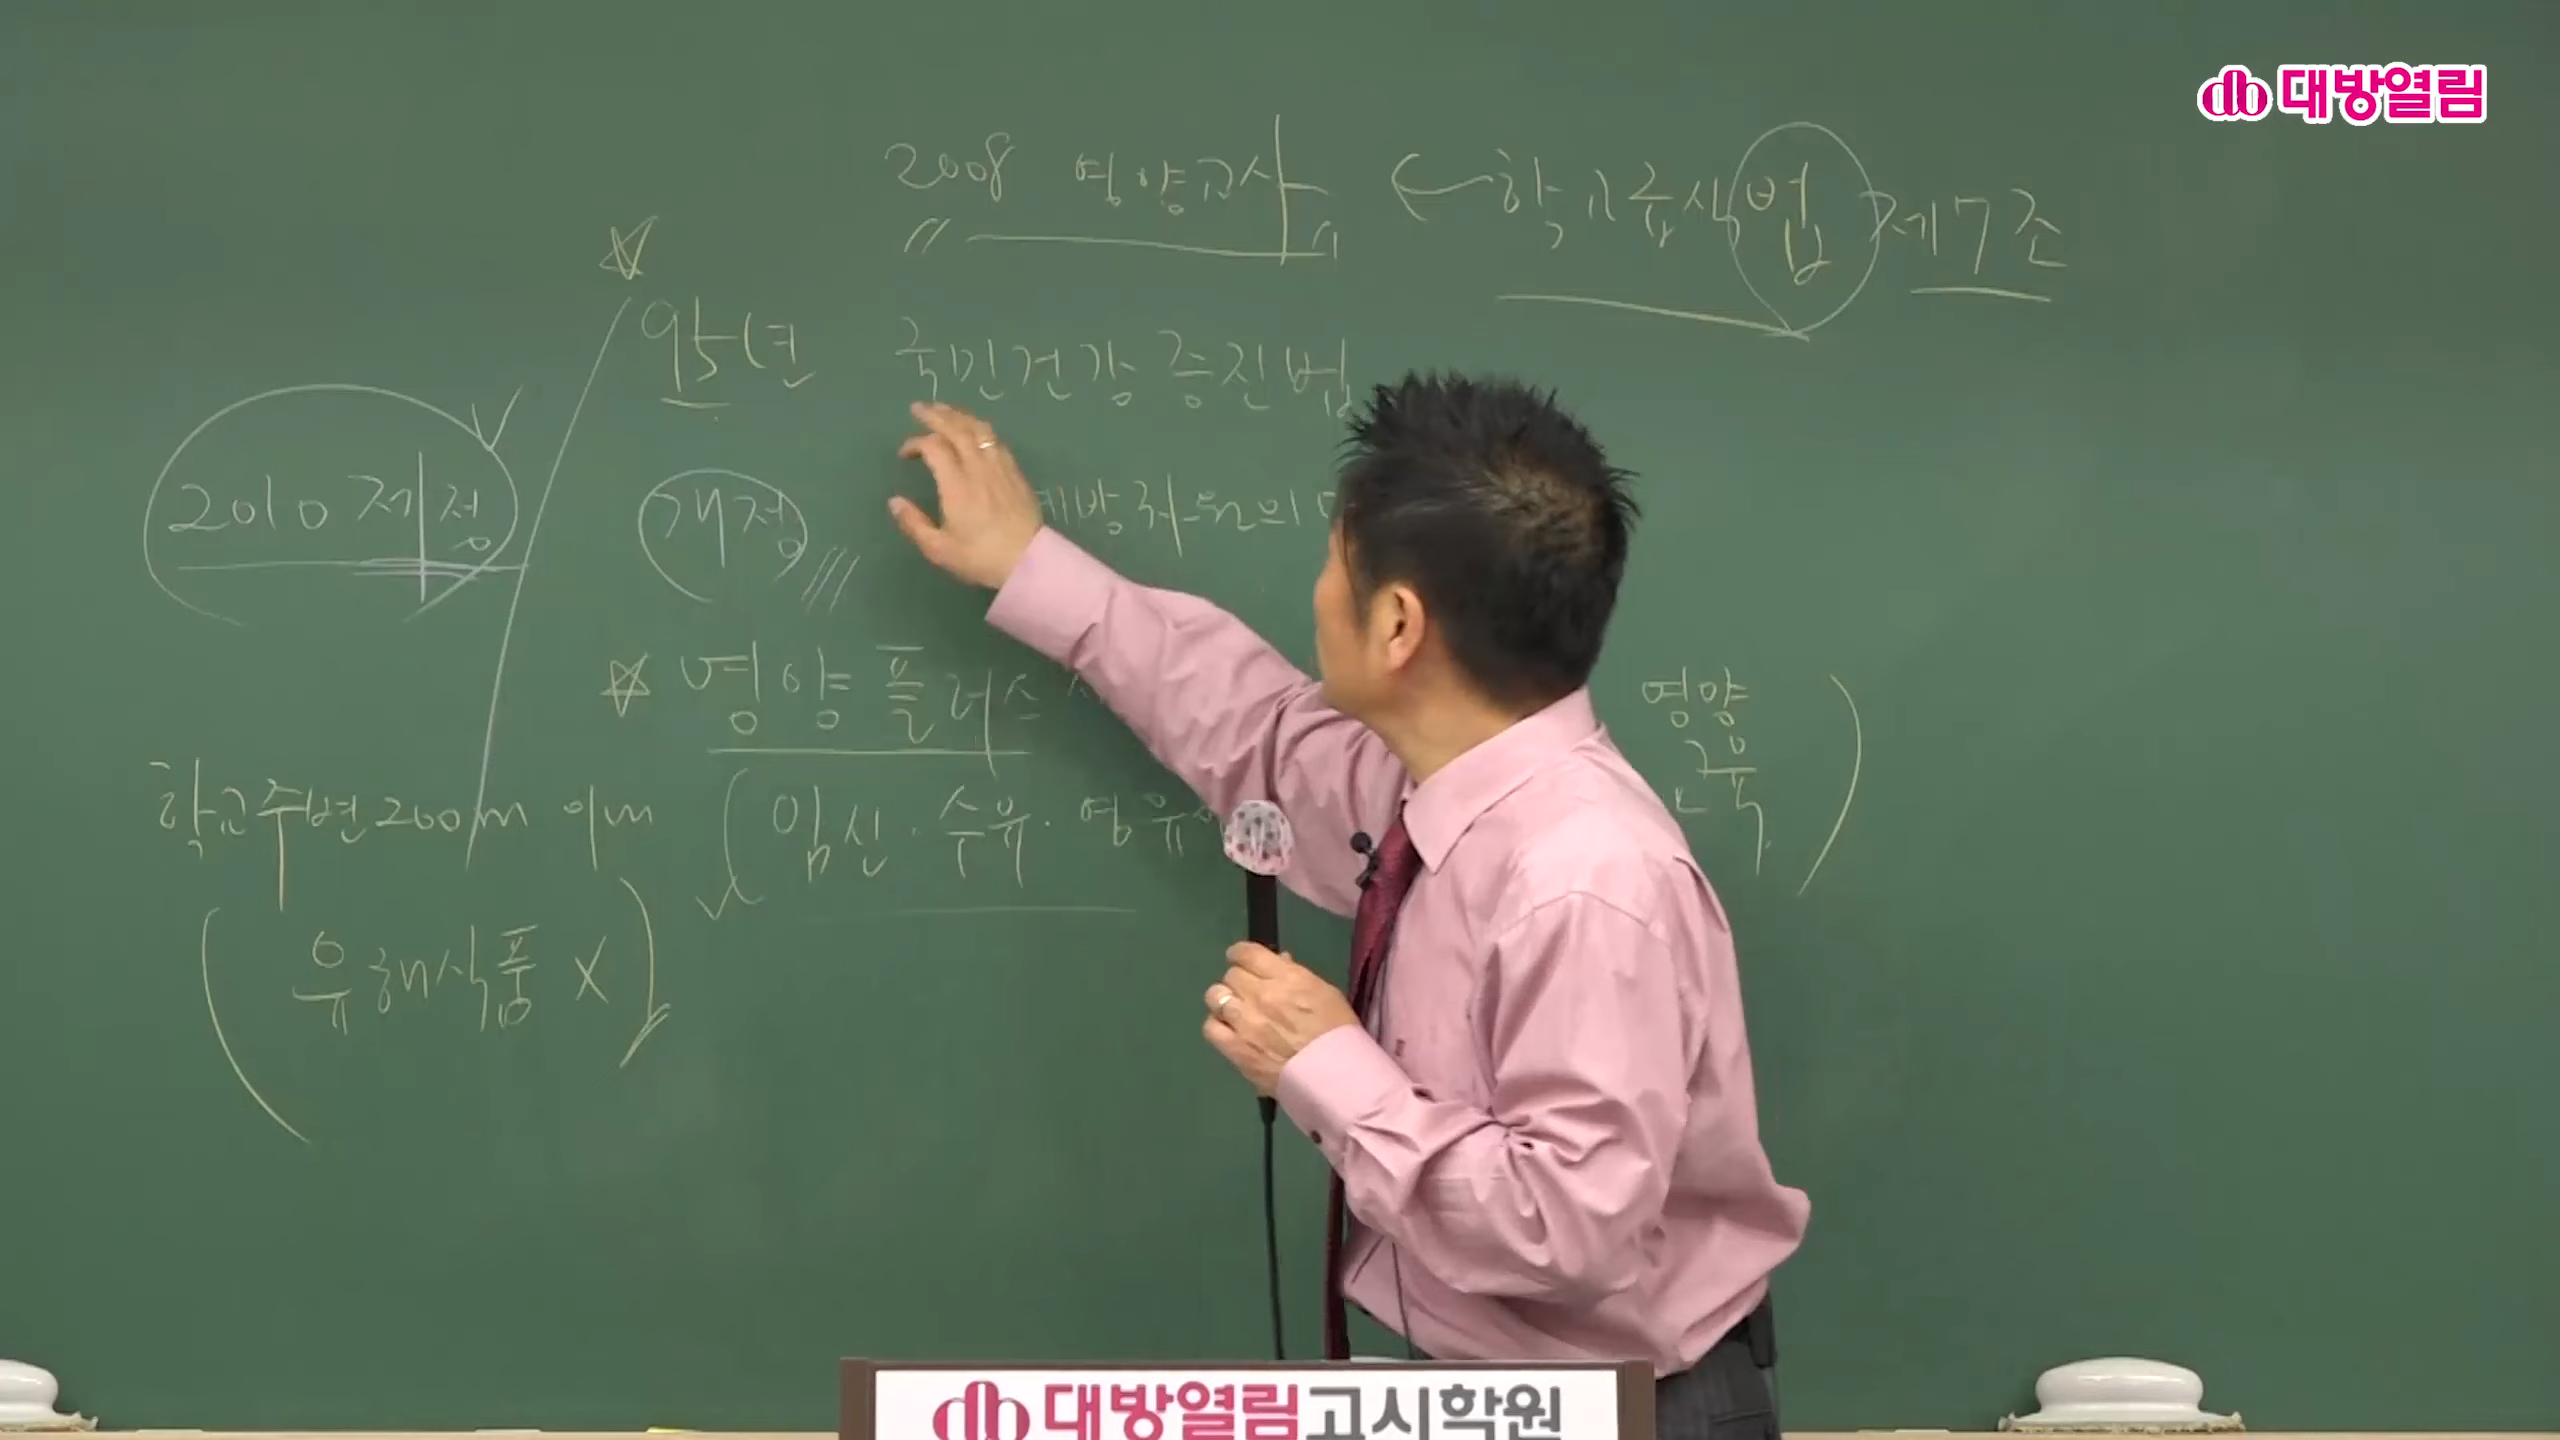 대방열림
2008 영양교사 ← 학교급식법 제7조
95년 국민건강증진법
2010 제정
개정 예방차원의
영양플러스
영양
학교주변 200m 이내
임신·수유·영유
유해식품 X
대방열림고시학원